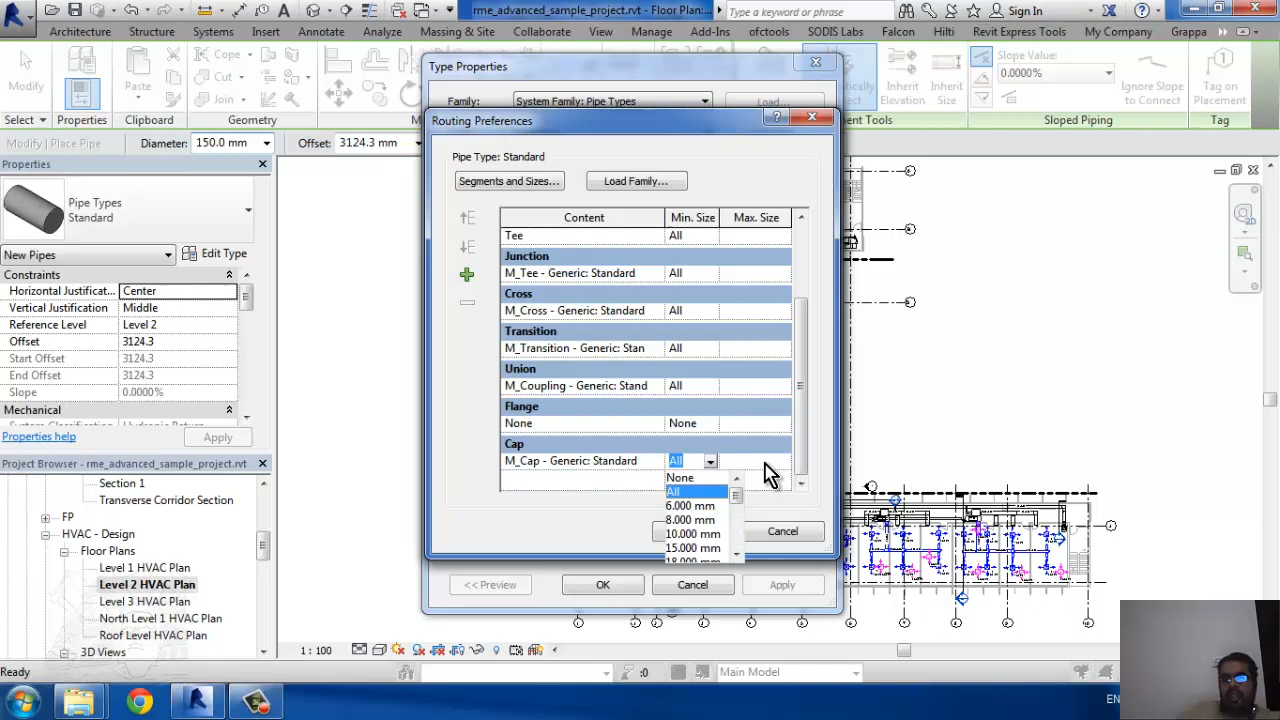 rme_advanced_sample_project.rvt - Floor Plan:...
Type a keyword or phrase
Sign In
Architecture Structure Systems Insert Annotate Analyze Massing & Site Collaborate View Manage Add-Ins ofctools SODIS Labs Falcon Hilti Revit Express Tools My Company Grappa
Modify
Paste
Cope
Cut
Join
Slope Value:
0.0000%
Inherit Elevation
Inherit Size
Ignore Slope to Connect
Tag on Placement
Select Properties Clipboard Geometry
Sloped Piping Tag
Modify | Place Pipe Diameter: 150.0 mm Offset: 3124.3 mm
Properties
Pipe Types
Standard
New Pipes Edit Type
Constraints
Horizontal Justificat... Center
Vertical Justification Middle
Reference Level Level 2
Offset 3124.3
Start Offset 3124.3
End Offset 3124.3
Slope 0.0000%
Mechanical
Properties help Apply
Project Browser - rme_advanced_sample_project.rvt
Section 1
Transverse Corridor Section
FP
HVAC - Design
Floor Plans
Level 1 HVAC Plan
Level 2 HVAC Plan
Level 3 HVAC Plan
North Level 1 HVAC Plan
Roof Level HVAC Plan
3D Views
Type Properties
Family: System Family: Pipe Types Load...
Routing Preferences
Pipe Type: Standard
Segments and Sizes... Load Family...
Content Min. Size Max. Size
Tee All
Junction
M_Tee - Generic: Standard All
Cross
M_Cross - Generic: Standard All
Transition
M_Transition - Generic: Stan All
Union
M_Coupling - Generic: Stand All
Flange
None None
Cap
M_Cap - Generic: Standard All
None
All
6.000 mm
8.000 mm
10.000 mm
15.000 mm
18.000 mm
Cancel
<< Preview OK Cancel Apply
1 : 100
Ready
:0
Main Model
EN